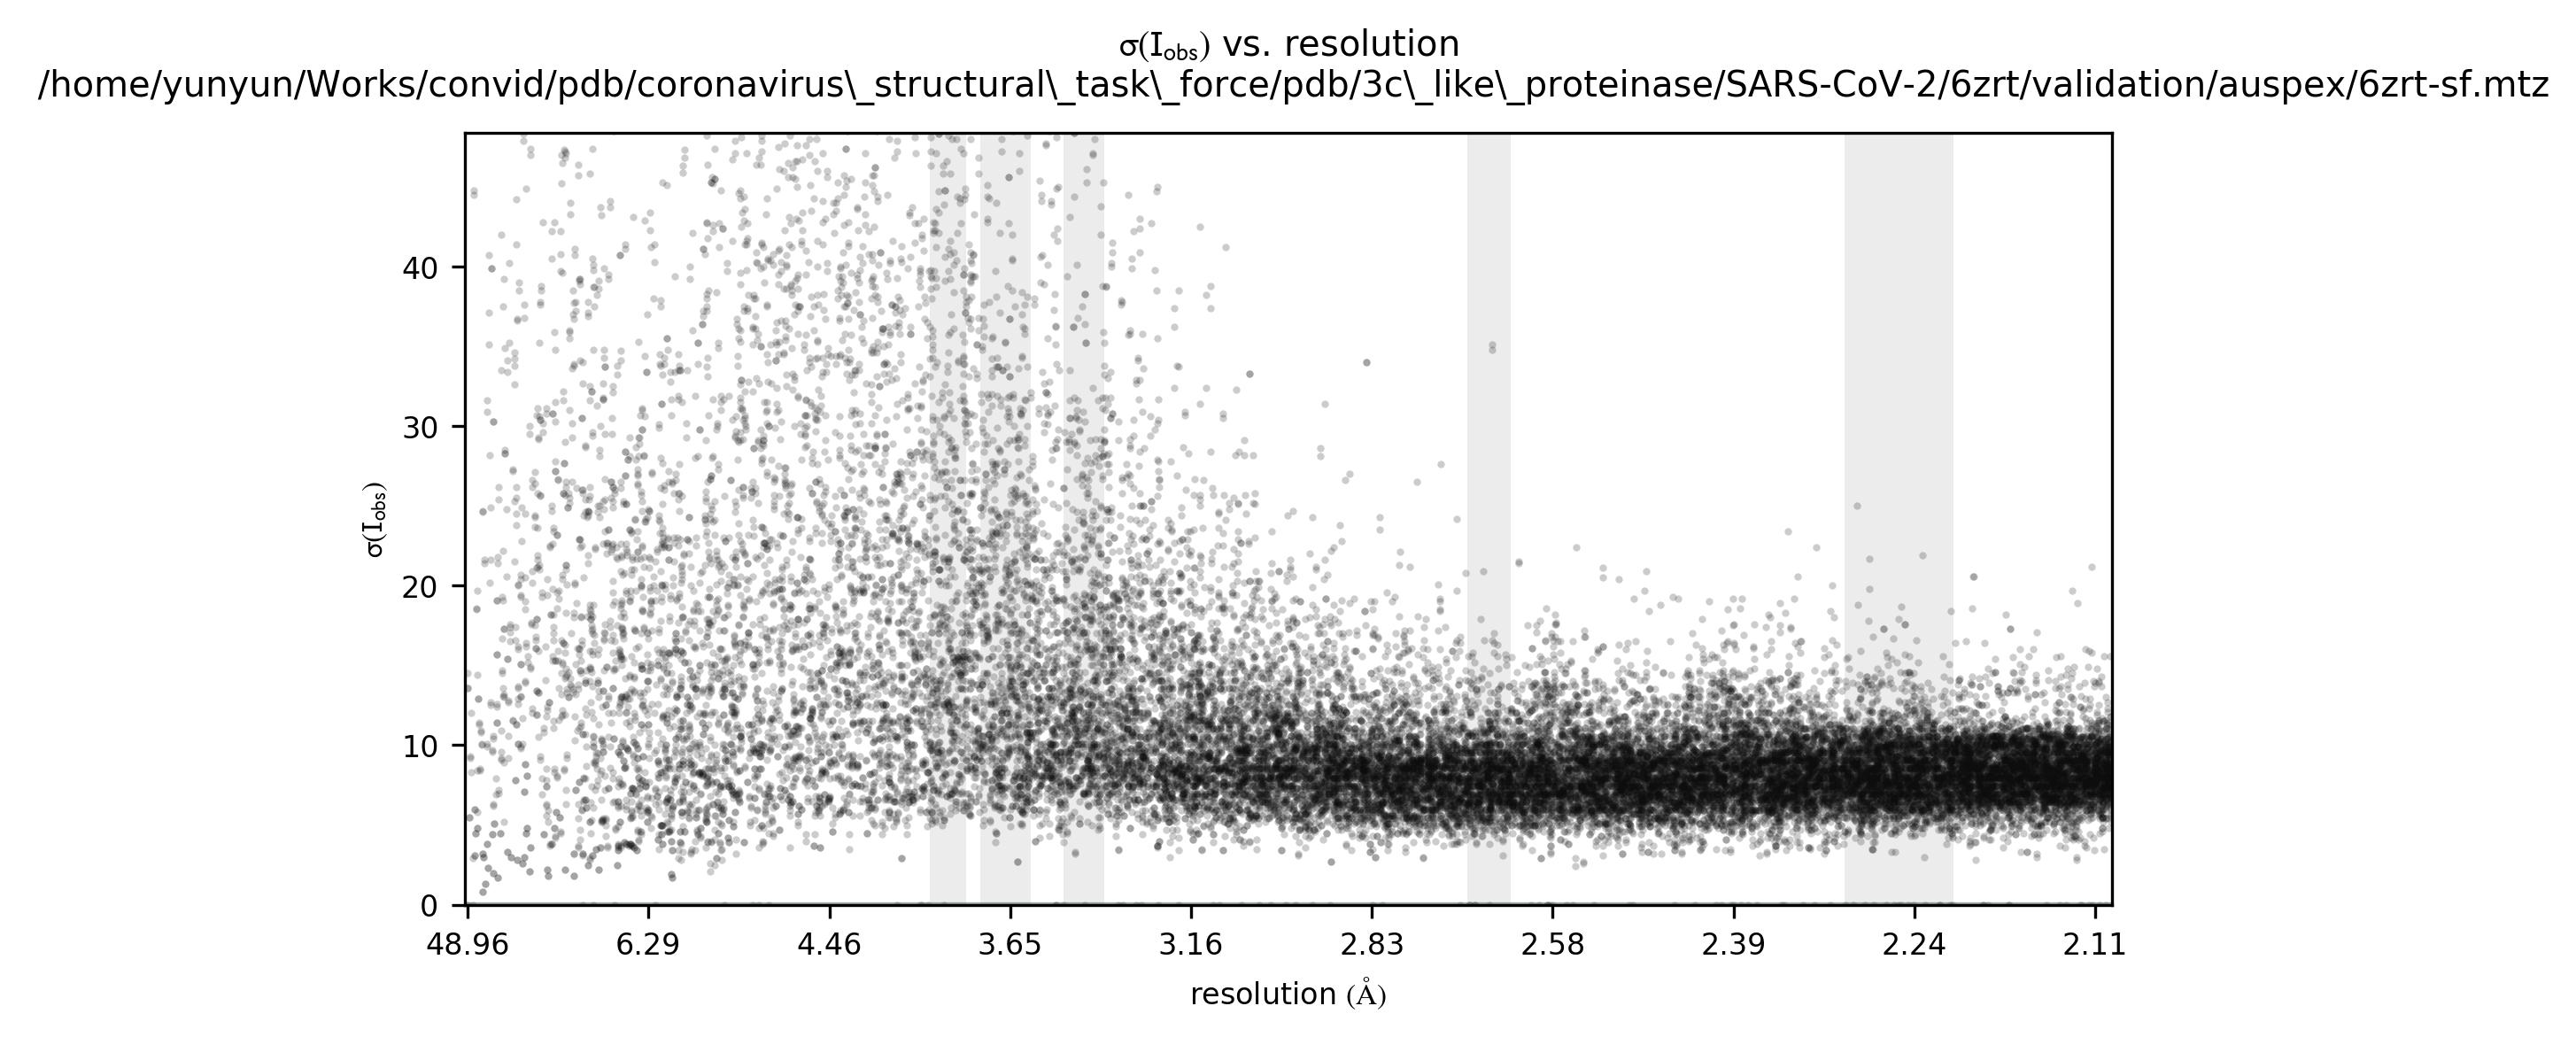 σ(I_obs) vs. resolution
/home/yunyun/Works/convid/pdb/coronavirus\_structural\_task\_force/pdb/3c\_like\_proteinase/SARS-CoV-2/6zrt/validation/auspex/6zrt-sf.mtz
σ(I_obs)
40
30
20
10
0
48.96 6.29 4.46 3.65 3.16 2.83 2.58 2.39 2.24 2.11
resolution (Å)